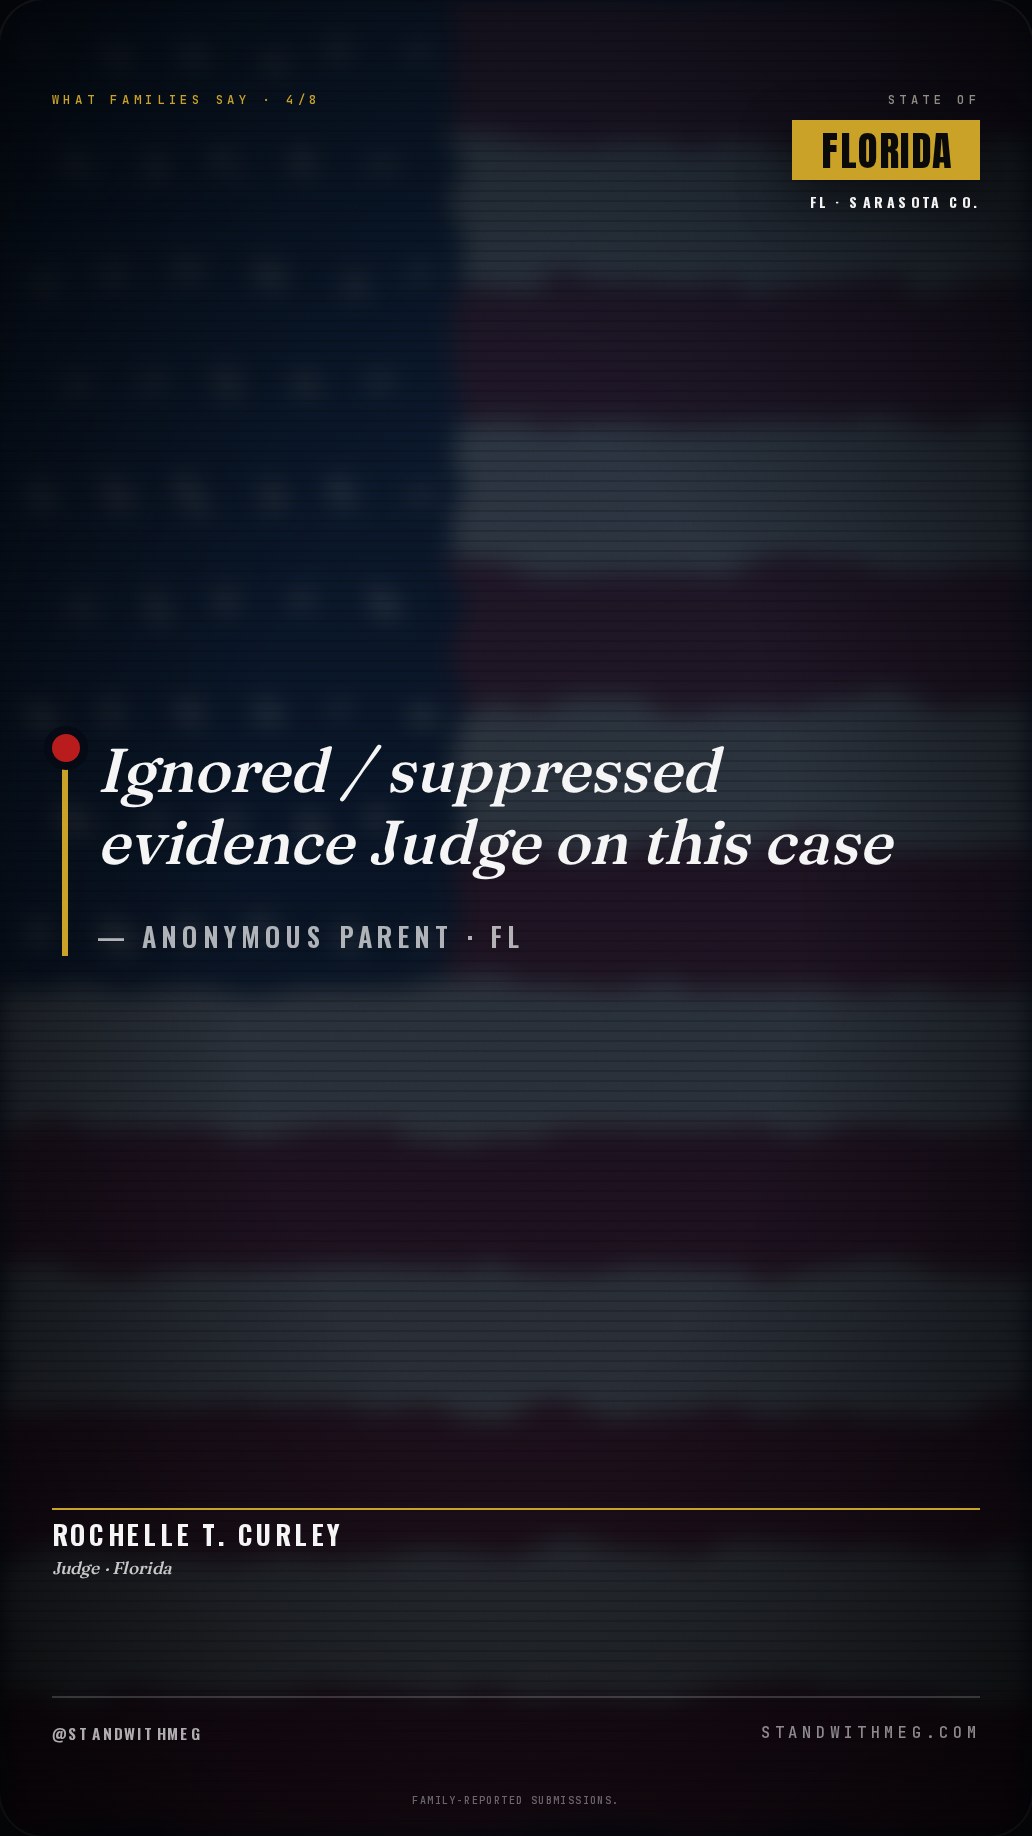 WHAT FAMILIES SAY · 4/8
STATE OF
FLORIDA
FL · SARASOTA CO.
Ignored / suppressed
evidence Judge on this case
— ANONYMOUS PARENT · FL
ROCHELLE T. CURLEY
Judge · Florida
@STANDWITHMEG
STANDWITHMEG.COM
FAMILY-REPORTED SUBMISSIONS.